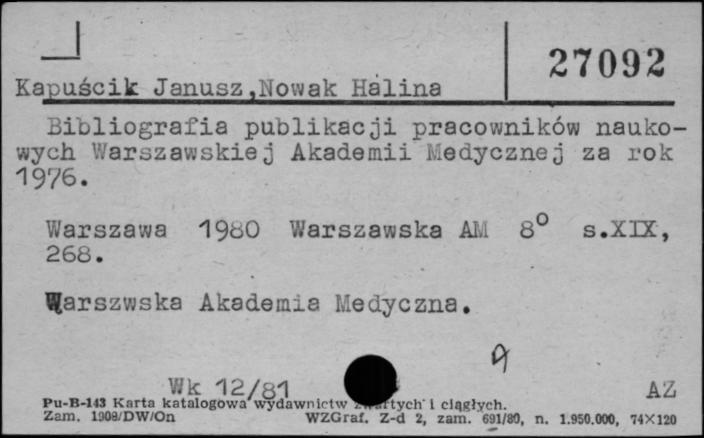 27092
Kapuścik Janusz,Nowak Halina
Bibliografia publikacji pracowników nauko-
wych Warszawskiej Akademii Medycznej za rok
1976.
Warszawa 1980 Warszawska AM 8° s.XIX,
268.
Warszwska Akademia Medyczna.
Wk 12/81 AZ
Pu-B-143 Karta katalogowa wydawnictw i ciągłych.
Zam. 1908/DW/On WZGraf. Z-d 2, zam. 691/80, n. 1.950.000, 74X120